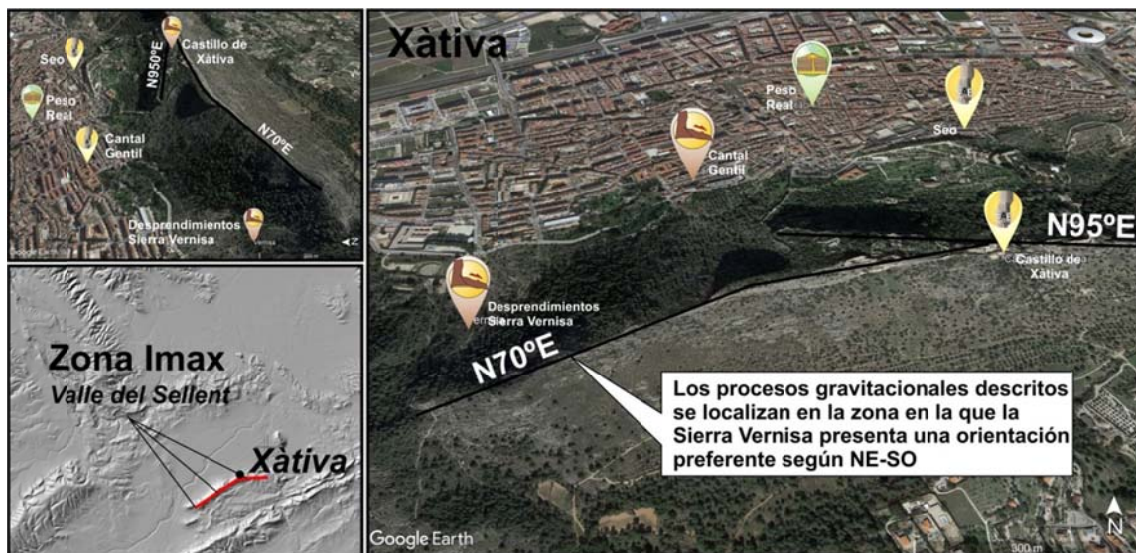 Seo
Peso
Real
Cantal
Gentil
N950ºE
Castillo de
Xàtiva
N70ºE
Desprendimientos
Sierra Vernisa
Google Earth
Z
Zona Imax
Valle del Sellent
Xàtiva
Xàtiva
Peso
Real
Seo
Cantal
Gentil
N95ºE
Castillo de
Xàtiva
Desprendimientos
Sierra Vernisa
N70ºE
Los procesos gravitacionales descritos
se localizan en la zona en la que la
Sierra Vernisa presenta una orientación
preferente según NE-SO
Google Earth
300 m
N